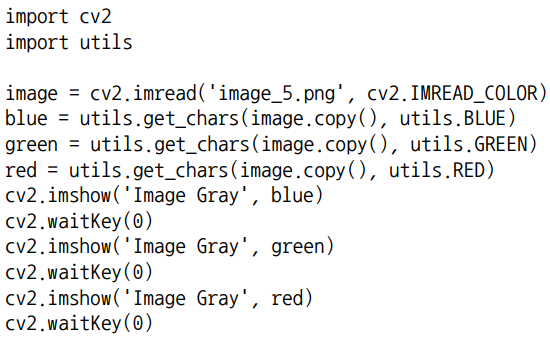 import cv2
import utils

image = cv2.imread('image_5.png', cv2.IMREAD_COLOR)
blue = utils.get_chars(image.copy(), utils.BLUE)
green = utils.get_chars(image.copy(), utils.GREEN)
red = utils.get_chars(image.copy(), utils.RED)
cv2.imshow('Image Gray', blue)
cv2.waitKey(0)
cv2.imshow('Image Gray', green)
cv2.waitKey(0)
cv2.imshow('Image Gray', red)
cv2.waitKey(0)